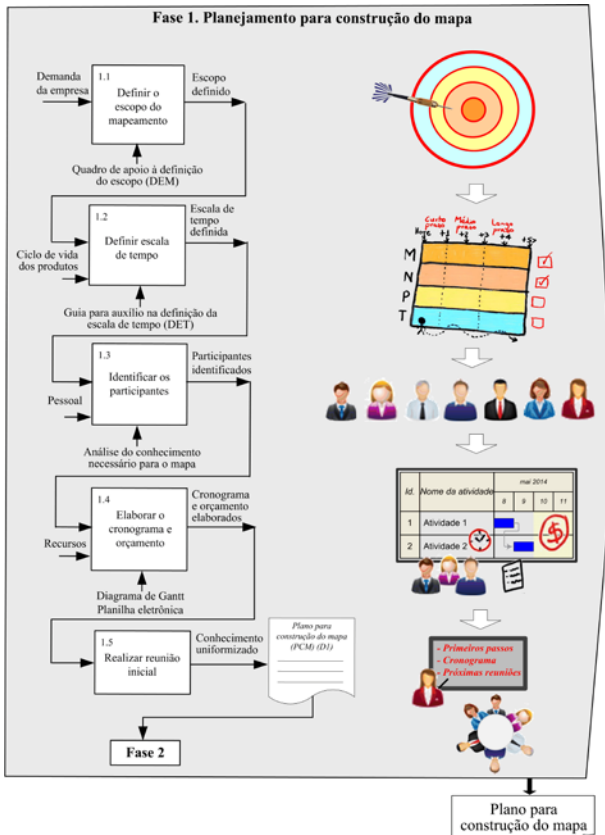 Fase 1. Planejamento para construção do mapa
Demanda
da empresa
1.1
Definir o
escopo do
mapeamento
Escopo
definido
Quadro de apoio à definição
do escopo (DEM)
1.2
Definir escala
de tempo
Escala de
tempo
definida
Ciclo de vida
dos produtos
Guia para auxílio na definição da
escala de tempo (DET)
1.3
Identificar os
participantes
Participantes
identificados
Pessoal
Análise do conhecimento
necessário para o mapa
1.4
Elaborar o
cronograma e
orçamento
Cronograma
e orçamento
elaborados
Recursos
Diagrama de Gantt
Planilha eletrônica
1.5
Realizar reunião
inicial
Conhecimento
uniformizado
Plano para
construção do mapa
(PCM) (D1)
Fase 2
Curto
prazo
Médio
prazo
Longo
prazo
Hoje +1 +2 +3 +4 +5>
M
N
P
T
Id. Nome da atividade mai 2014
8 9 10 11
1 Atividade 1
2 Atividade 2
$
- Primeiros passos
- Cronograma
- Próximas reuniões
Plano para
construção do mapa